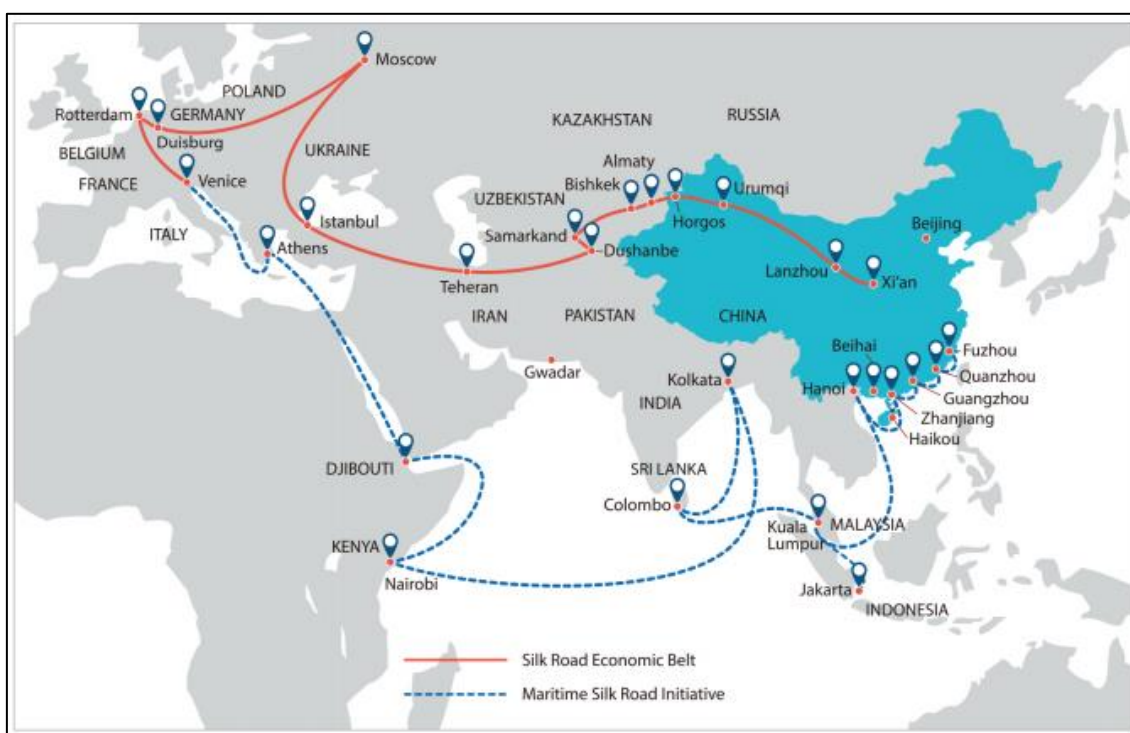 Moscow
POLAND
Rotterdam
GERMANY
Duisburg
BELGIUM
FRANCE
Venice
ITALY
Athens
UKRAINE
Istanbul
KAZAKHSTAN
RUSSIA
Almaty
Bishkek
UZBEKISTAN
Horgos
Urumqi
Samarkand
Dushanbe
Teheran
IRAN
PAKISTAN
Gwadar
Beijing
Lanzhou
Xi'an
CHINA
Beihai
Fuzhou
Quanzhou
Guangzhou
Zhanjiang
Haikou
Hanoi
Kolkata
INDIA
SRI LANKA
Colombo
DJIBOUTI
KENYA
Nairobi
Kuala
Lumpur
MALAYSIA
Jakarta
INDONESIA
Silk Road Economic Belt
Maritime Silk Road Initiative